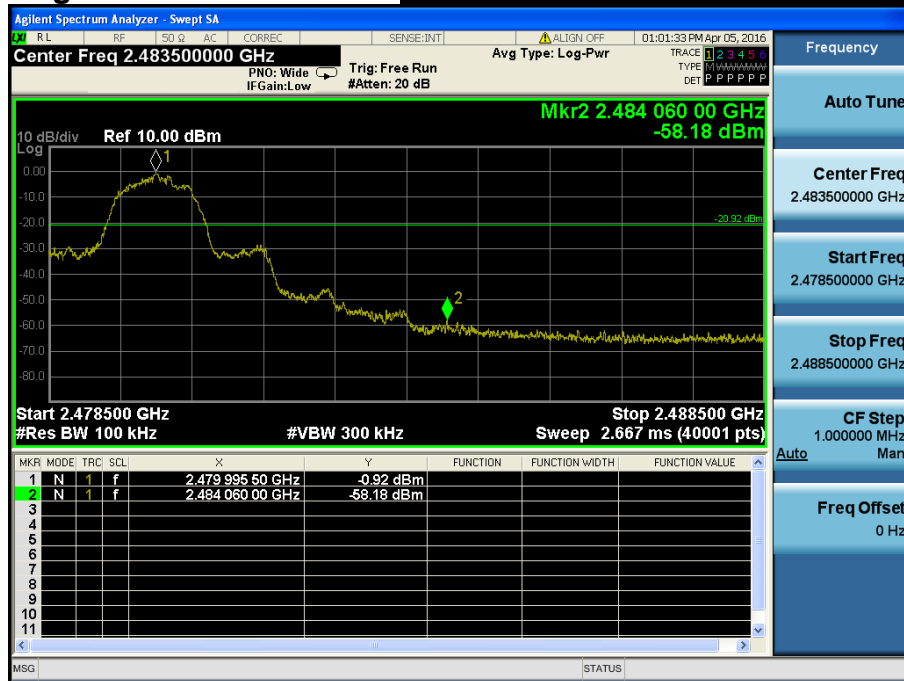 Agilent Spectrum Analyzer - Swept SA
LXI RL RF 50 Ω AC CORREC SENSE:INT ALIGN OFF 01:01:33 PM Apr 05, 2016
Center Freq 2.483500000 GHz
PNO: Wide
IFGain:Low
Trig: Free Run
#Atten: 20 dB
Avg Type: Log-Pwr
TRACE 1 2 3 4 5 6
TYPE M WWWWW
DET P P P P P P
Mkr2 2.484 060 00 GHz
-58.18 dBm
10 dB/div Ref 10.00 dBm
Log
1
0.00
-10.0
-20.0
-20.92 dBm
-30.0
-40.0
-50.0
2
-60.0
-70.0
-80.0
Start 2.478500 GHz Stop 2.488500 GHz
#Res BW 100 kHz #VBW 300 kHz Sweep 2.667 ms (40001 pts)
MKR MODE TRC SCL X Y FUNCTION FUNCTION WIDTH FUNCTION VALUE
1 N 1 f 2.479 995 50 GHz -0.92 dBm
2 N 1 f 2.484 060 00 GHz -58.18 dBm
3
4
5
6
7
8
9
10
11
MSG STATUS
Frequency
Auto Tune
Center Freq
2.483500000 GHz
Start Freq
2.478500000 GHz
Stop Freq
2.488500000 GHz
CF Step
1.000000 MHz
Auto Man
Freq Offset
0 Hz